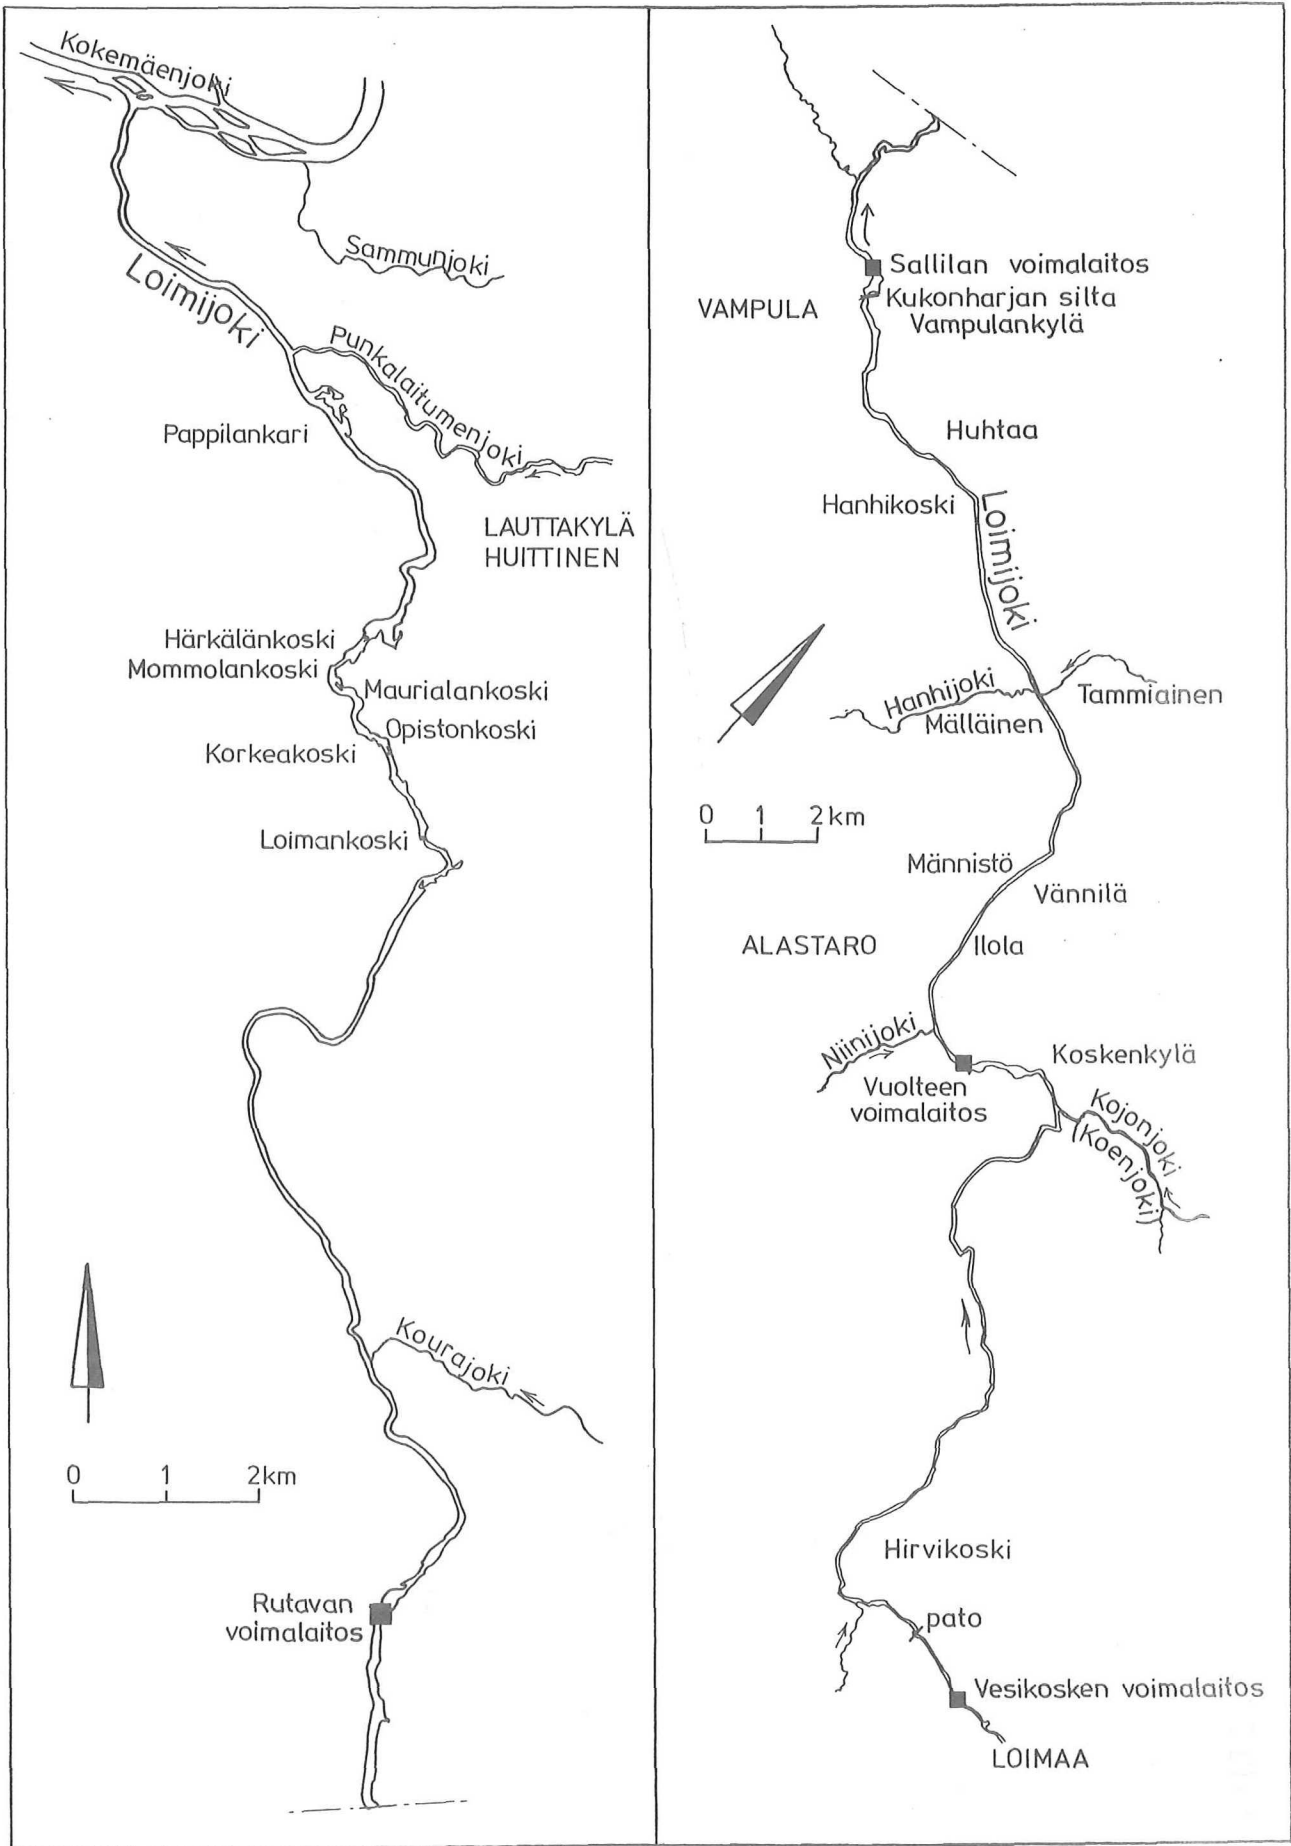 Kokemäenjoki
Sammunjoki
Loimijoki
Punkalaitumenjoki
Pappilankari
LAUTTAKYLÄ
HUITTINEN
Härkälänkoski
Mommolankoski
Maurialankoski
Opistonkoski
Korkeakoski
Loimankoski
Kourajoki
0 1 2km
Rutavan
voimalaitos
Sallilan voimalaitos
VAMPULA
Kukonharjan silta
Vampulankylä
Huhtaa
Hanhikoski
Loimijoki
Hanhijoki
Tammiainen
Mälläinen
0 1 2km
Männistö
Vännilä
ALASTARO
Ilola
Niinijoki
Koskenkylä
Vuolteen
voimalaitos
Kojonjoki
(Koenjoki)
Hirvikoski
pato
Vesikosken voimalaitos
LOIMAA